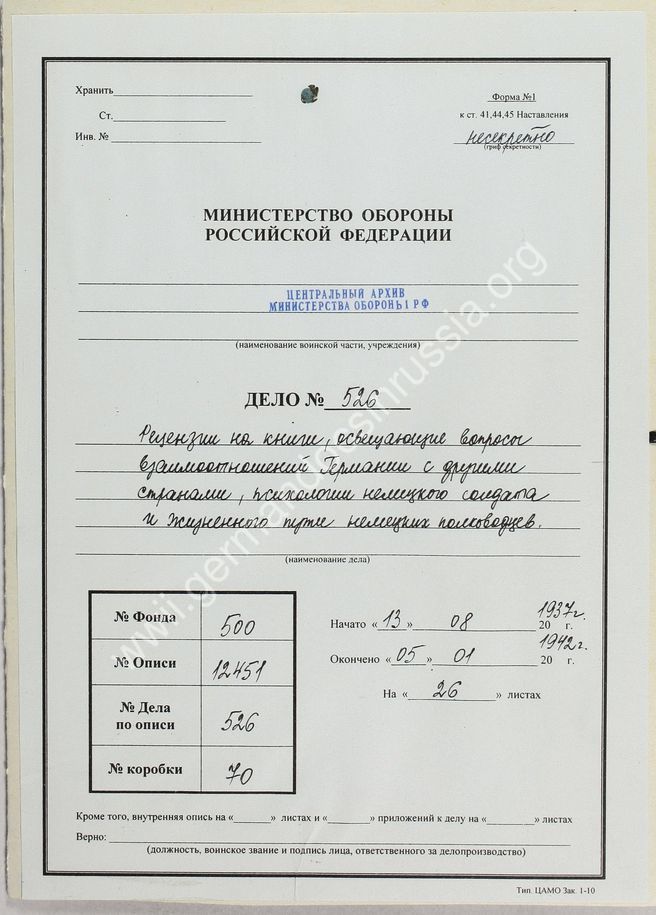 Хранить
Ст.
Инв. №
Форма №1
к ст. 41,44,45 Наставления
несекретно
(гриф секретности)
МИНИСТЕРСТВО ОБОРОНЫ
РОССИЙСКОЙ ФЕДЕРАЦИИ
ЦЕНТРАЛЬНЫЙ АРХИВ
МИНИСТЕРСТВА ОБОРОНЫ РФ
(наименование воинской части, учреждения)
ДЕЛО № 526
Рецензии на книги, освещающие вопросы
взаимоотношений Германии с другими
странами, психологии немецкого солдата
и жизненного пути немецких полководцев.
(наименование дела)
№ Фонда 500
№ Описи 12451
№ Дела
по описи 526
№ коробки 70
Начато « 13 » 08 1937г. 20 г.
Окончено « 05 » 01 1942г. 20 г.
На « 26 » листах
Кроме того, внутренняя опись на « » листах и « » приложений к делу на « » листах
Верно:
(должность, воинское звание и подпись лица, ответственного за делопроизводство)
Тип. ЦАМО Зак. 1-10
www.ii.germandocsinrussia.org